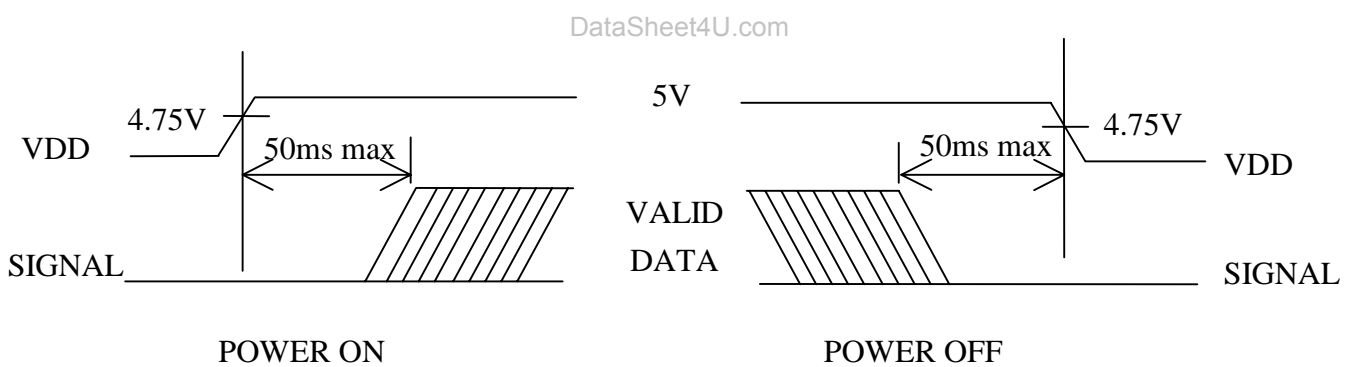 DataSheet4U.com
5V
4.75V
4.75V
VDD
50ms max
50ms max
VDD
VALID
DATA
SIGNAL
SIGNAL
POWER ON
POWER OFF